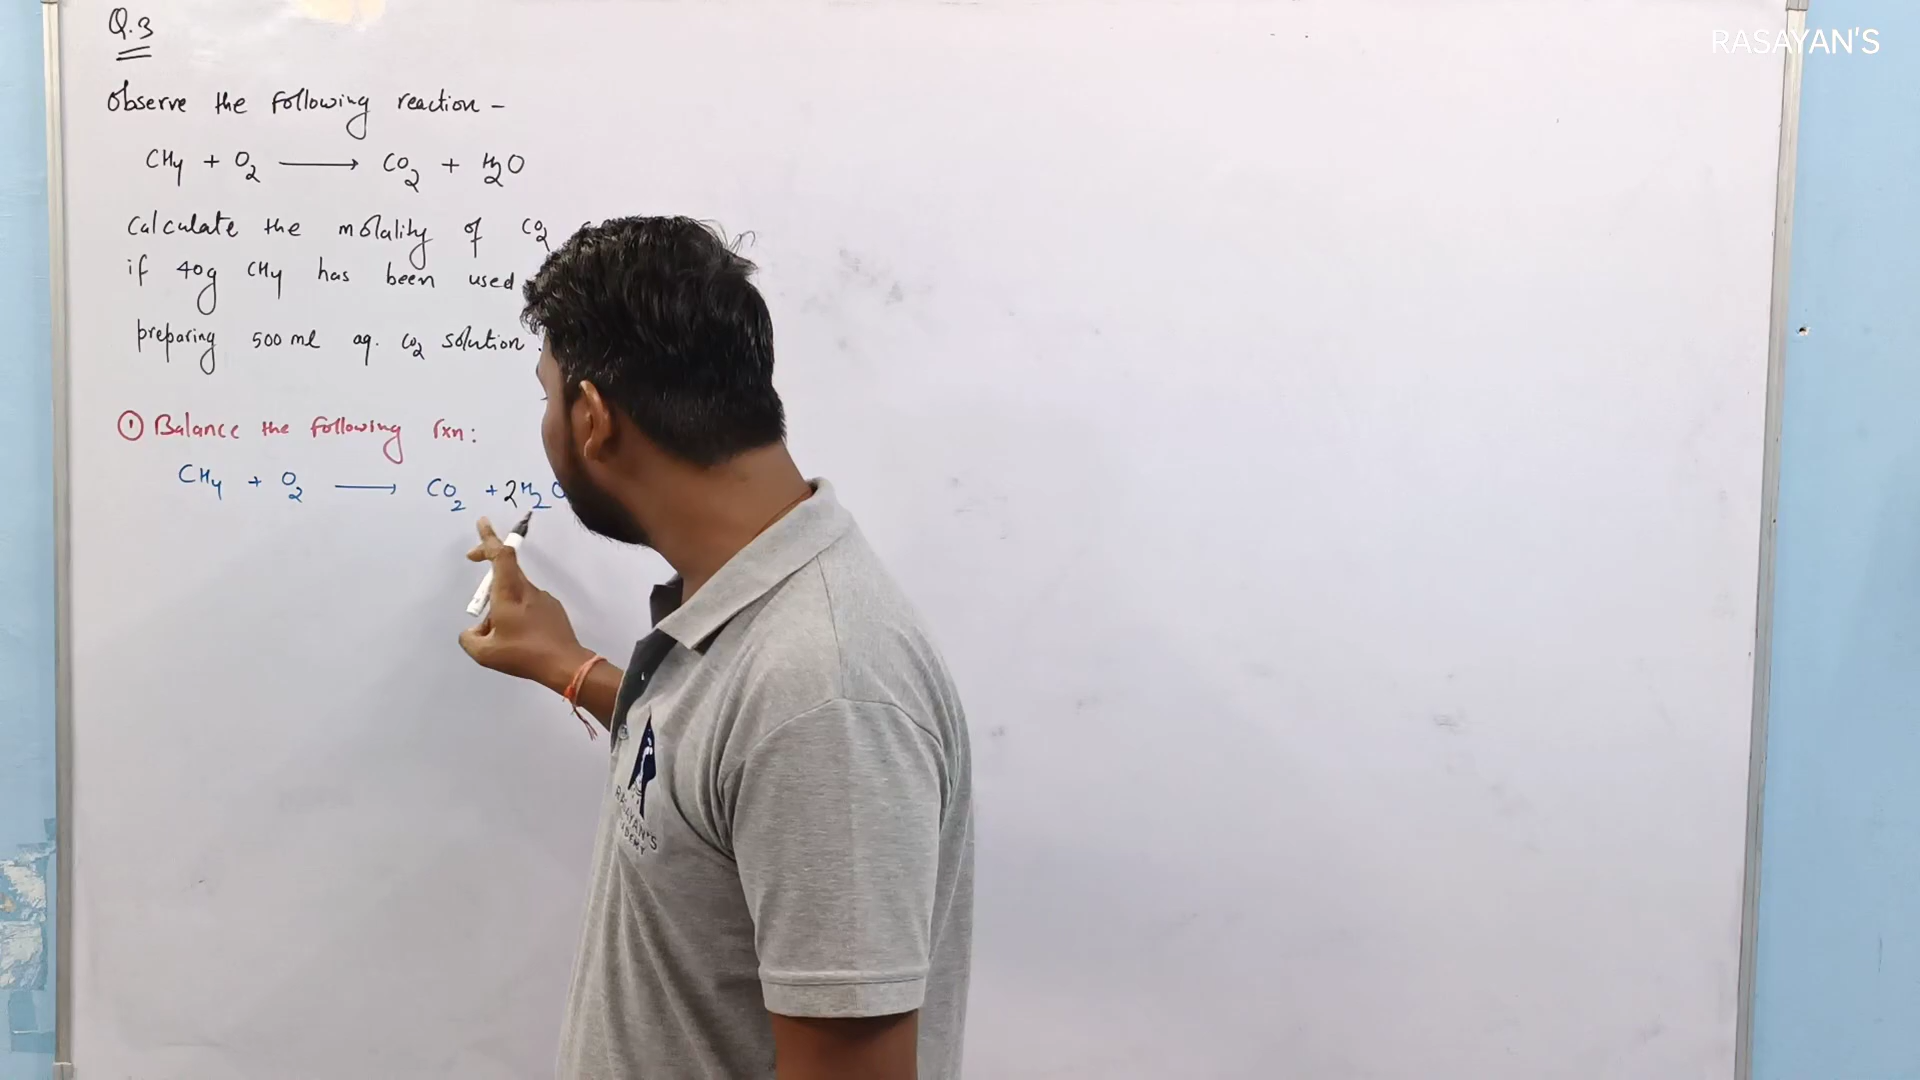 RASAYAN'S
Q.3
Observe the following reaction -
CH4 + O2 ⟶ CO2 + H2O
Calculate the molality of CO2
if 40g CH4 has been used
preparing 500 ml aq. CO2 solution.
① Balance the following rxn:
CH4 + O2 ⟶ CO2 + 2H2O
RASAYAN'S